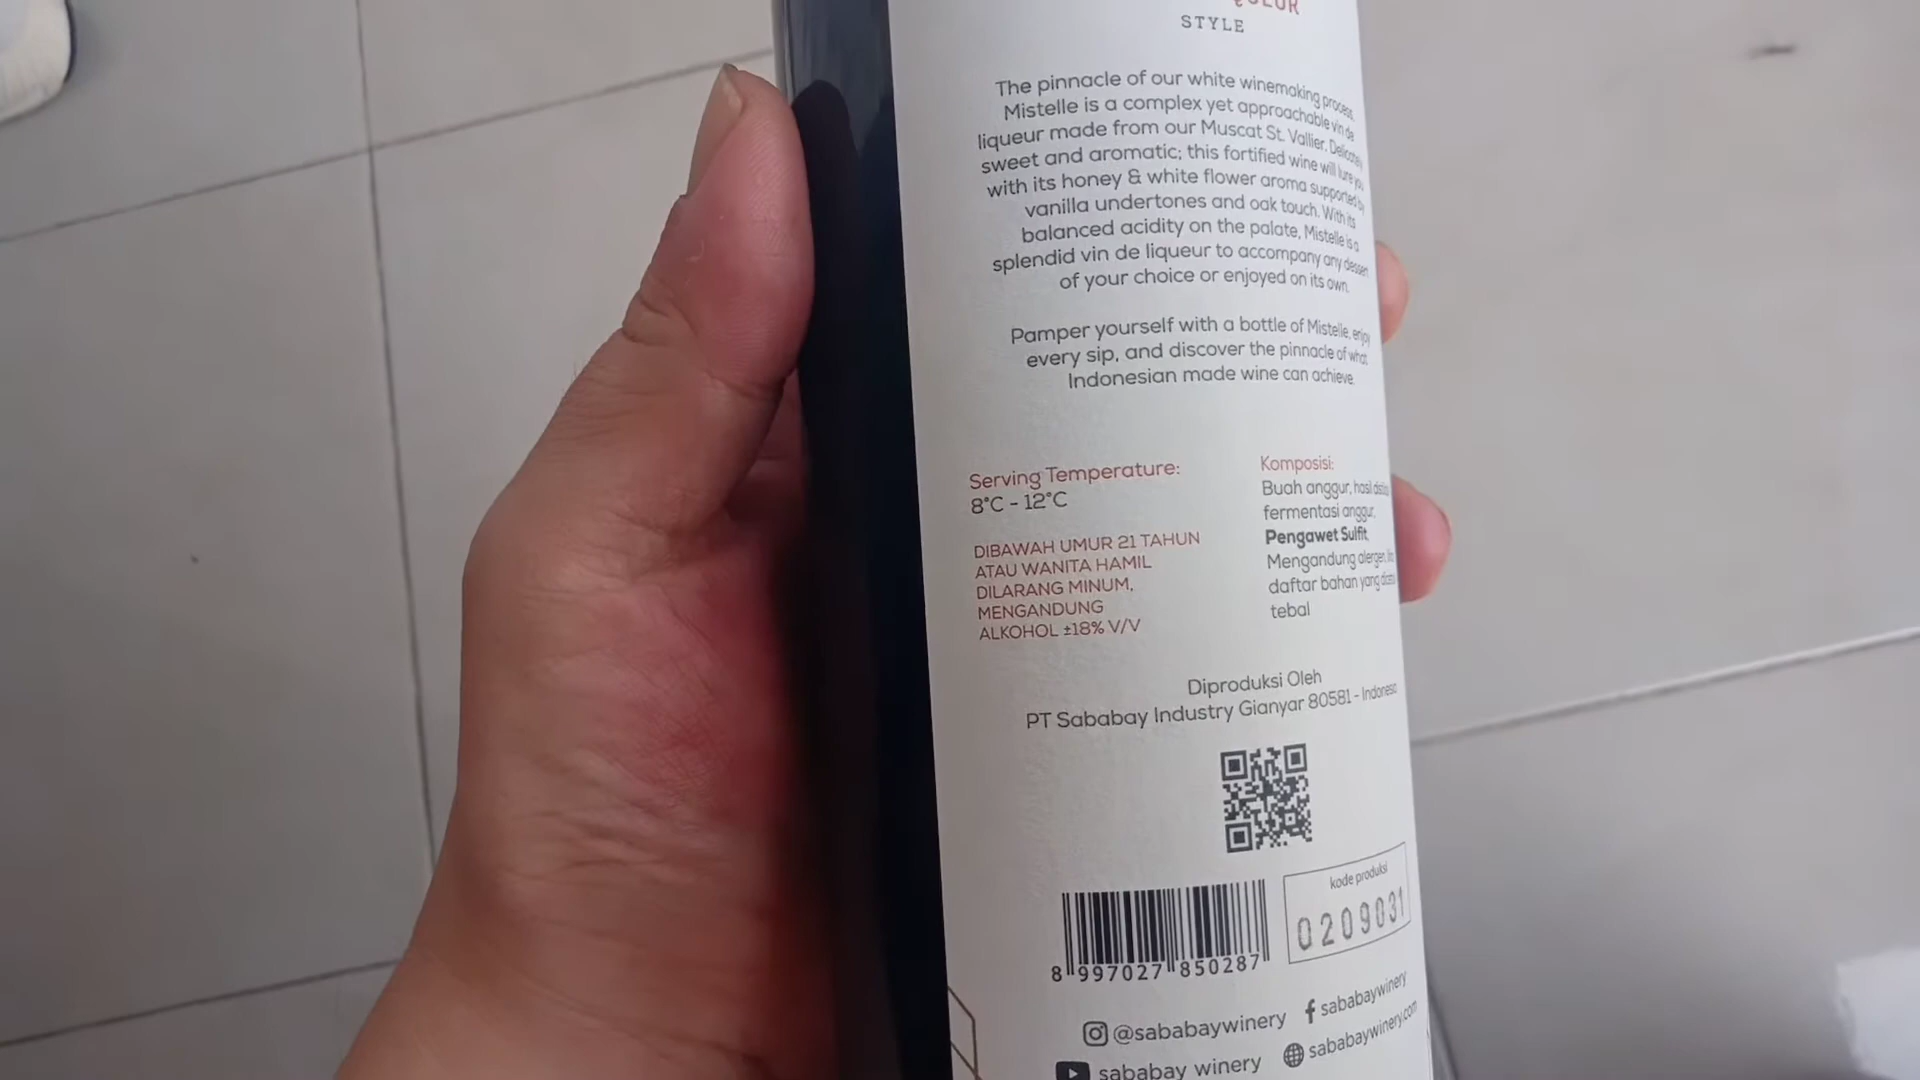 STYLE
The pinnacle of our white winemaking process,
Mistelle is a complex yet approachable vin de
liqueur made from our Muscat St. Vallier. Delicately
sweet and aromatic; this fortified wine will lure you
with its honey & white flower aroma supported by
vanilla undertones and oak touch. With its
balanced acidity on the palate, Mistelle is a
splendid vin de liqueur to accompany any dessert
of your choice or enjoyed on its own.
Pamper yourself with a bottle of Mistelle, enjoy
every sip, and discover the pinnacle of what
Indonesian made wine can achieve.
Serving Temperature:
8°C - 12°C
DIBAWAH UMUR 21 TAHUN
ATAU WANITA HAMIL
DILARANG MINUM,
MENGANDUNG
ALKOHOL ±18% V/V
Komposisi:
Buah anggur, hasil
fermentasi anggur,
Pengawet Sulfit,
Mengandung alergen,
daftar bahan yang
tebal
Diproduksi Oleh
PT Sababay Industry Gianyar 80581 - Indonesia
kode produksi
0209031
8 997027 850287
@sababaywinery
sababaywinery
sababay winery
sababaywinery.com